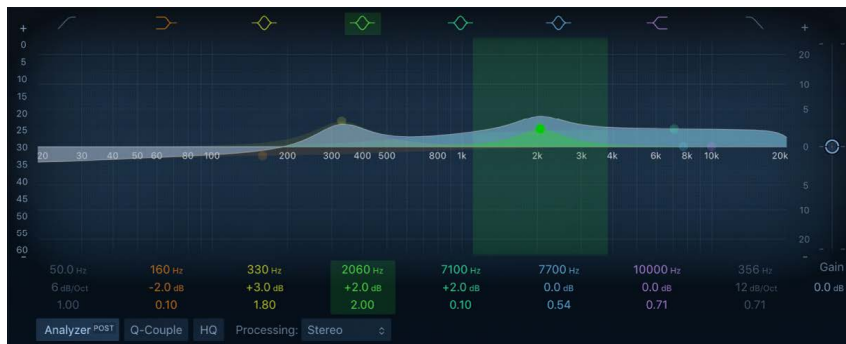 + +
0
5 20
10
15 10
20 5
25
30 20 30 40 50 60 80 100 200 300 400 500 800 1k 2k 3k 4k 6k 8k 10k 20k 0
35
40 5
45
50 10
55
60 20
- -
50.0 Hz 160 Hz 330 Hz 2060 Hz 7100 Hz 7700 Hz 10000 Hz 356 Hz Gain
6 dB/Oct -2.0 dB +3.0 dB +2.0 dB +2.0 dB 0.0 dB 0.0 dB 12 dB/Oct 0.0 dB
1.00 0.10 1.80 2.00 0.10 0.54 0.71 0.71
Analyzer POST Q-Couple HQ Processing: Stereo